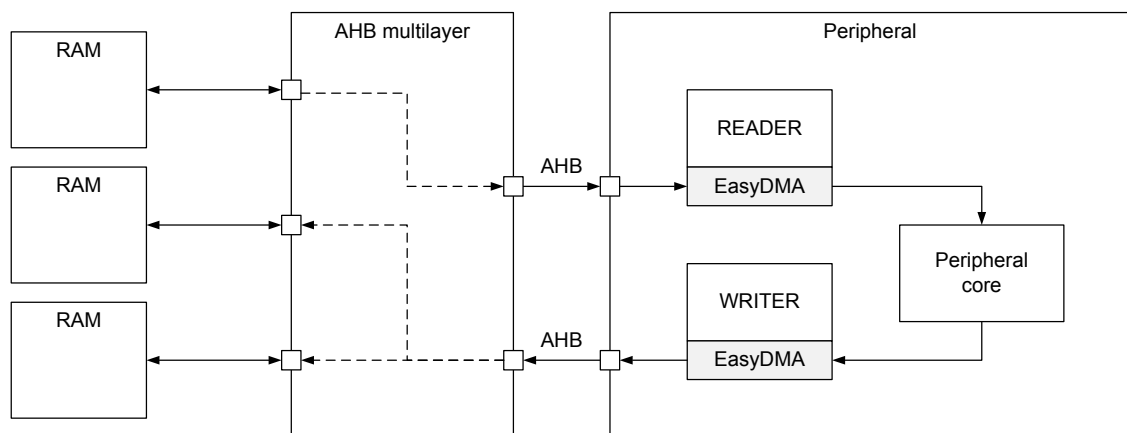 RAM
AHB multilayer
Peripheral
RAM
RAM
AHB
READER
EasyDMA
Peripheral
core
AHB
WRITER
EasyDMA